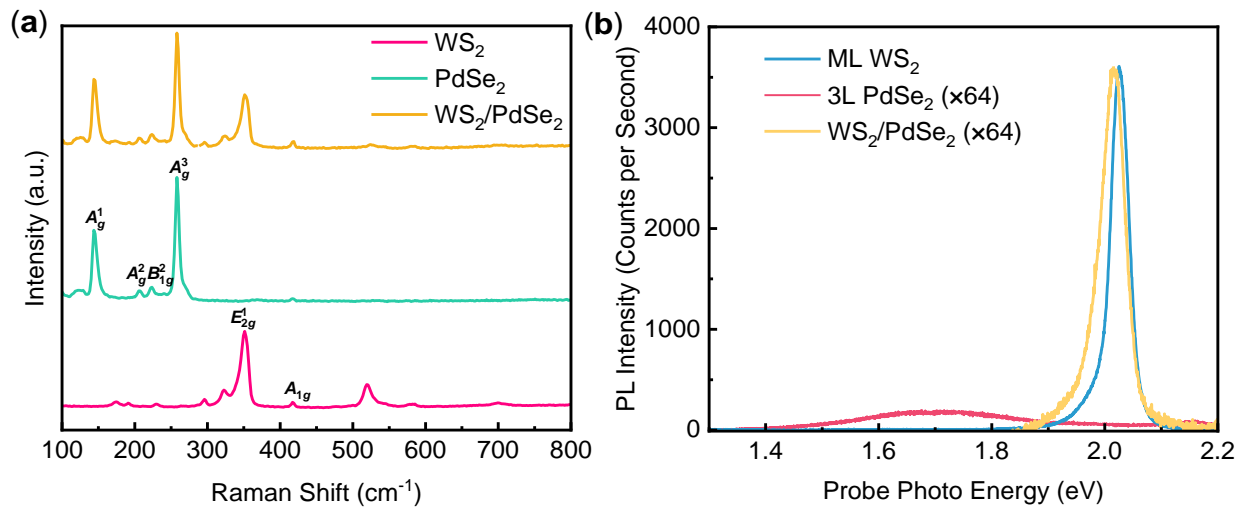 (a)
WS₂
PdSe₂
WS₂/PdSe₂
A³g
A¹g
A²g B²1g
E¹2g
A1g
Intensity (a.u.)
100 200 300 400 500 600 700 800
Raman Shift (cm⁻¹)
(b)
ML WS₂
3L PdSe₂ (×64)
WS₂/PdSe₂ (×64)
4000
3000
2000
1000
0
PL Intensity (Counts per Second)
1.4 1.6 1.8 2.0 2.2
Probe Photo Energy (eV)